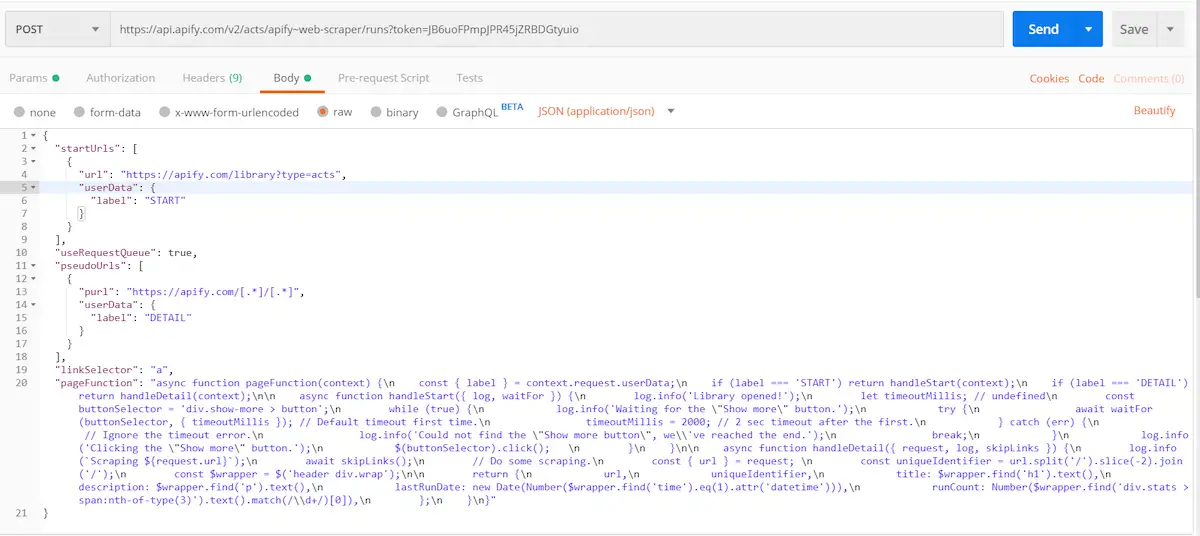 POST https://api.apify.com/v2/acts/apify~web-scraper/runs?token=JB6uoFPmpJPR45jZRBDGtyuio Send Save
Params Authorization Headers (9) Body Pre-request Script Tests Cookies Code Comments (0)
none form-data x-www-form-urlencoded raw binary GraphQL BETA JSON (application/json) Beautify
1 {
2 "startUrls": [
3 {
4 "url": "https://apify.com/library?type=acts",
5 "userData": {
6 "label": "START"
7 }
8 }
9 ],
10 "useRequestQueue": true,
11 "pseudoUrls": [
12 {
13 "purl": "https://apify.com/[.*]/[.*]",
14 "userData": {
15 "label": "DETAIL"
16 }
17 }
18 ],
19 "linkSelector": "a",
20 "pageFunction": "async function pageFunction(context) {\n const { label } = context.request.userData;\n if (label === 'START') return handleStart(context);\n if (label === 'DETAIL')
return handleDetail(context);\n\n async function handleStart({ log, waitFor }) {\n log.info('Library opened!');\n let timeoutMillis; // undefined\n const
buttonSelector = 'div.show-more > button';\n while (true) {\n log.info('Waiting for the \"Show more\" button.');\n try {\n await waitFor
(buttonSelector, { timeoutMillis }); // Default timeout first time.\n timeoutMillis = 2000; // 2 sec timeout after the first.\n } catch (err) {\n
// Ignore the timeout error.\n log.info('Could not find the \"Show more button\", we\\'ve reached the end.');\n break;\n }\n log.info
('Clicking the \"Show more\" button.');\n $(buttonSelector).click(); \n }\n }\n\n async function handleDetail({ request, log, skipLinks }) {\n log.info
(`Scraping ${request.url}`);\n await skipLinks();\n // Do some scraping.\n const { url } = request; \n const uniqueIdentifier = url.split('/').slice(-2).join
('/');\n const $wrapper = $('header div.wrap');\n\n return {\n url,\n uniqueIdentifier,\n title: $wrapper.find('h1').text(),\n
description: $wrapper.find('p').text(),\n lastRunDate: new Date(Number($wrapper.find('time').eq(1).attr('datetime'))),\n runCount: Number($wrapper.find('div.stats >
span:nth-of-type(3)').text().match(/\\d+/)[0]),\n };\n }\n}"
21 }